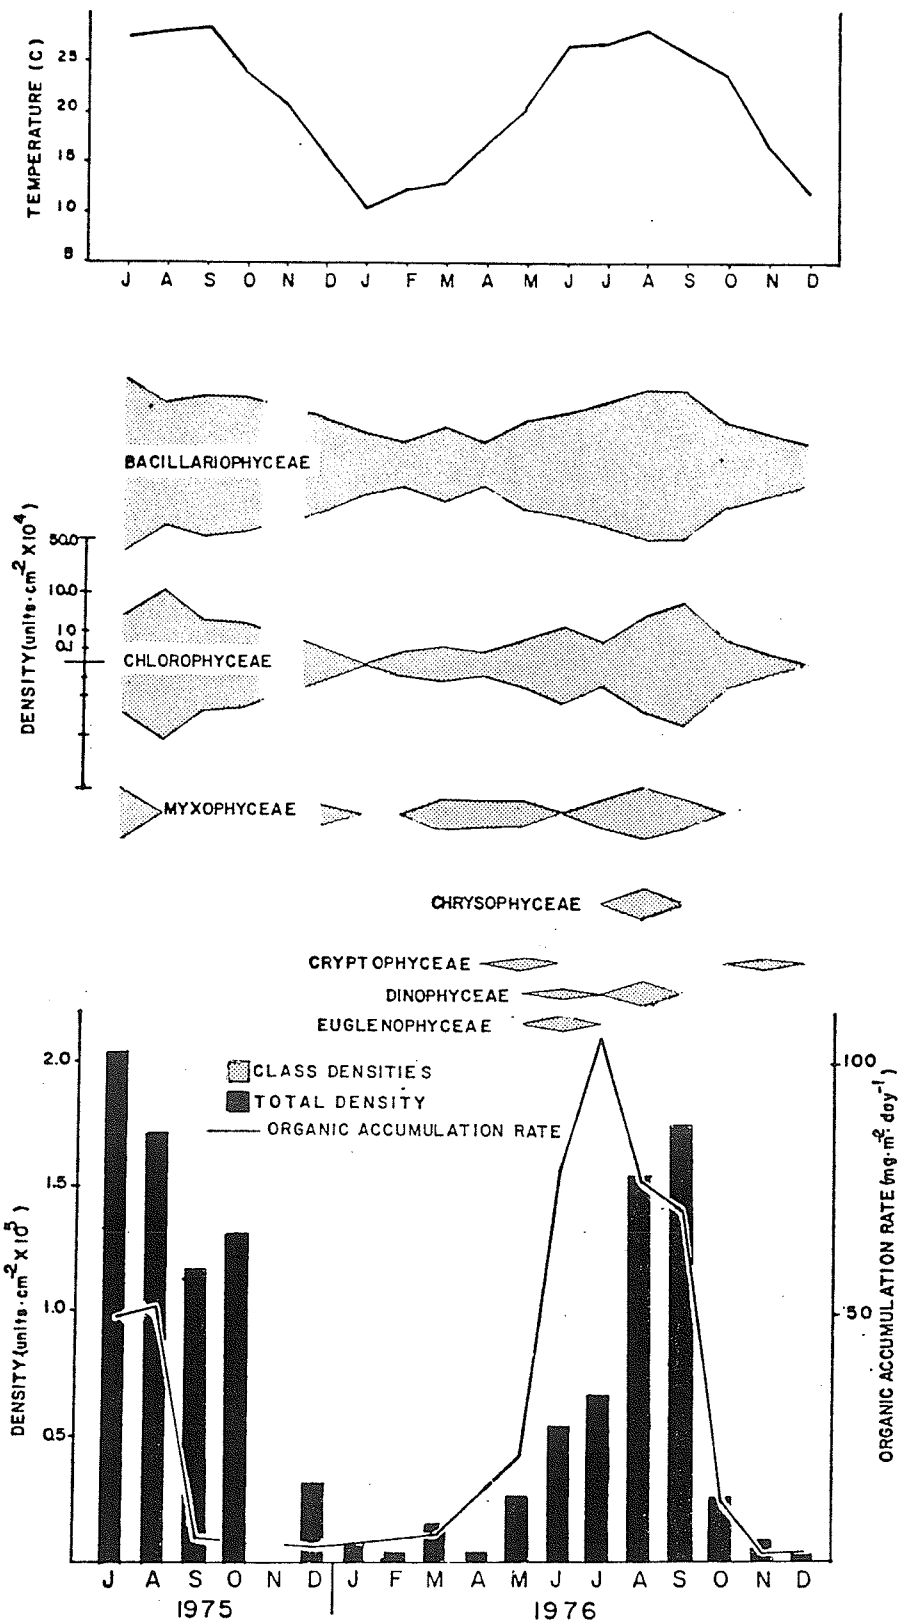 TEMPERATURE (C)
25
20
15
10
5
J A S O N D J F M A M J J A S O N D
BACILLARIOPHYCEAE
DENSITY (units·cm⁻² X10⁴)
50.0
10.0
1.0
0.1
CHLOROPHYCEAE
MYXOPHYCEAE
CHRYSOPHYCEAE
CRYPTOPHYCEAE
DINOPHYCEAE
EUGLENOPHYCEAE
CLASS DENSITIES
TOTAL DENSITY
ORGANIC ACCUMULATION RATE
DENSITY (units·cm⁻² X 10⁵)
2.0
1.5
1.0
0.5
100
50
ORGANIC ACCUMULATION RATE (mg·m⁻²·day⁻¹)
J A S O N D J F M A M J J A S O N D
1975 1976